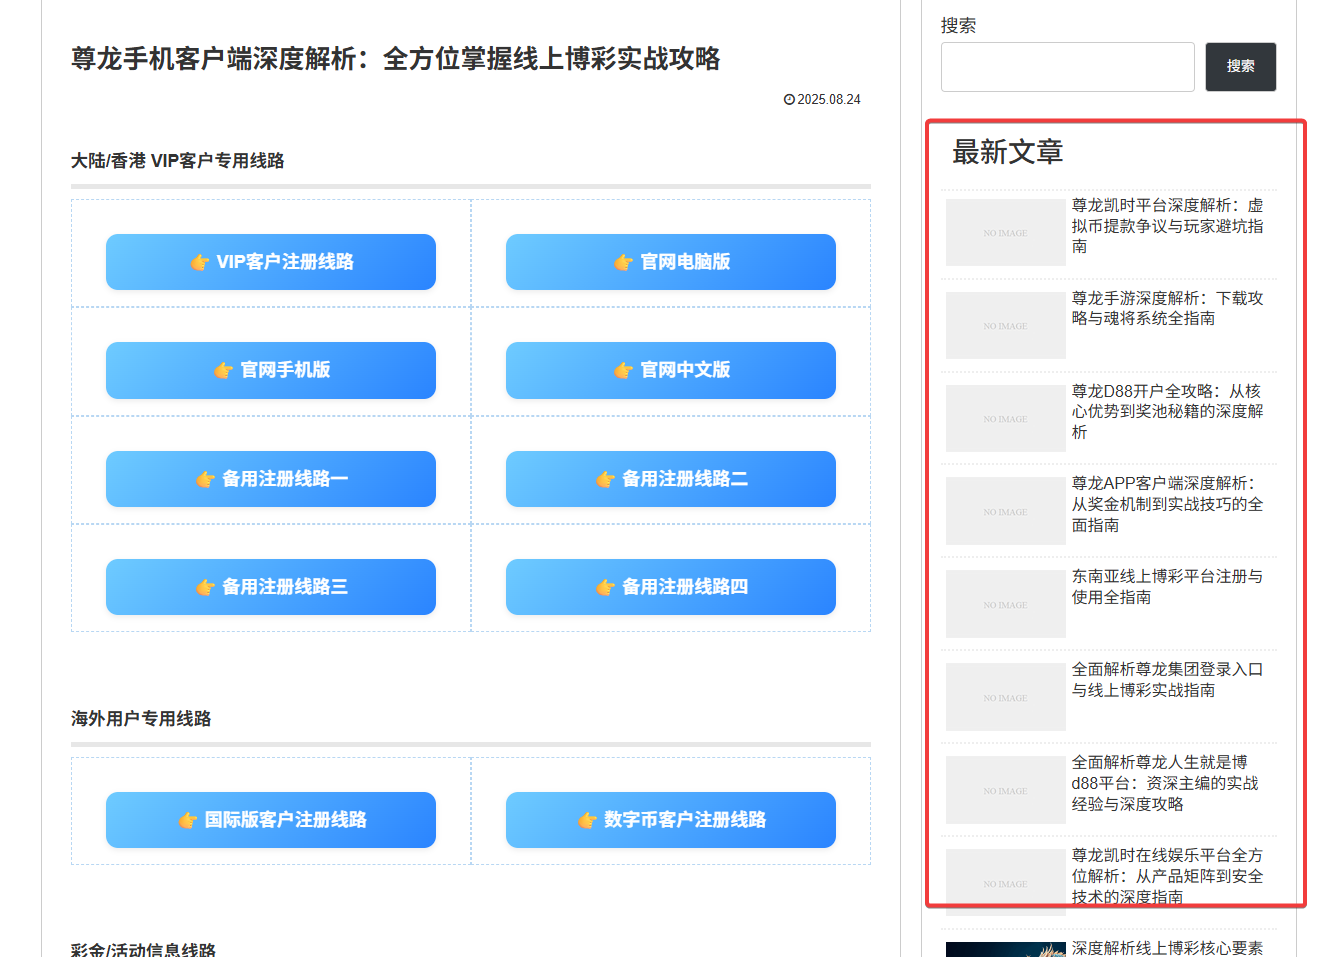 尊龙手机客户端深度解析：全方位掌握线上博彩实战攻略
2025.08.24
大陆/香港 VIP客户专用线路
👉 VIP客户注册线路
👉 官网电脑版
👉 官网手机版
👉 官网中文版
👉 备用注册线路一
👉 备用注册线路二
👉 备用注册线路三
👉 备用注册线路四
海外用户专用线路
👉 国际版客户注册线路
👉 数字币客户注册线路
彩金/活动信息线路
搜索
搜索
最新文章
NO IMAGE
尊龙凯时平台深度解析：虚
拟币提款争议与玩家避坑指
南
NO IMAGE
尊龙手游深度解析：下载攻
略与魂将系统全指南
NO IMAGE
尊龙D88开户全攻略：从核
心优势到奖池秘籍的深度解
析
NO IMAGE
尊龙APP客户端深度解析：
从奖金机制到实战技巧的全
面指南
NO IMAGE
东南亚线上博彩平台注册与
使用全指南
NO IMAGE
全面解析尊龙集团登录入口
与线上博彩实战指南
NO IMAGE
全面解析尊龙人生就是博
d88平台：资深主编的实战
经验与深度攻略
NO IMAGE
尊龙凯时在线娱乐平台全方
位解析：从产品矩阵到安全
技术的深度指南
深度解析线上博彩核心要素